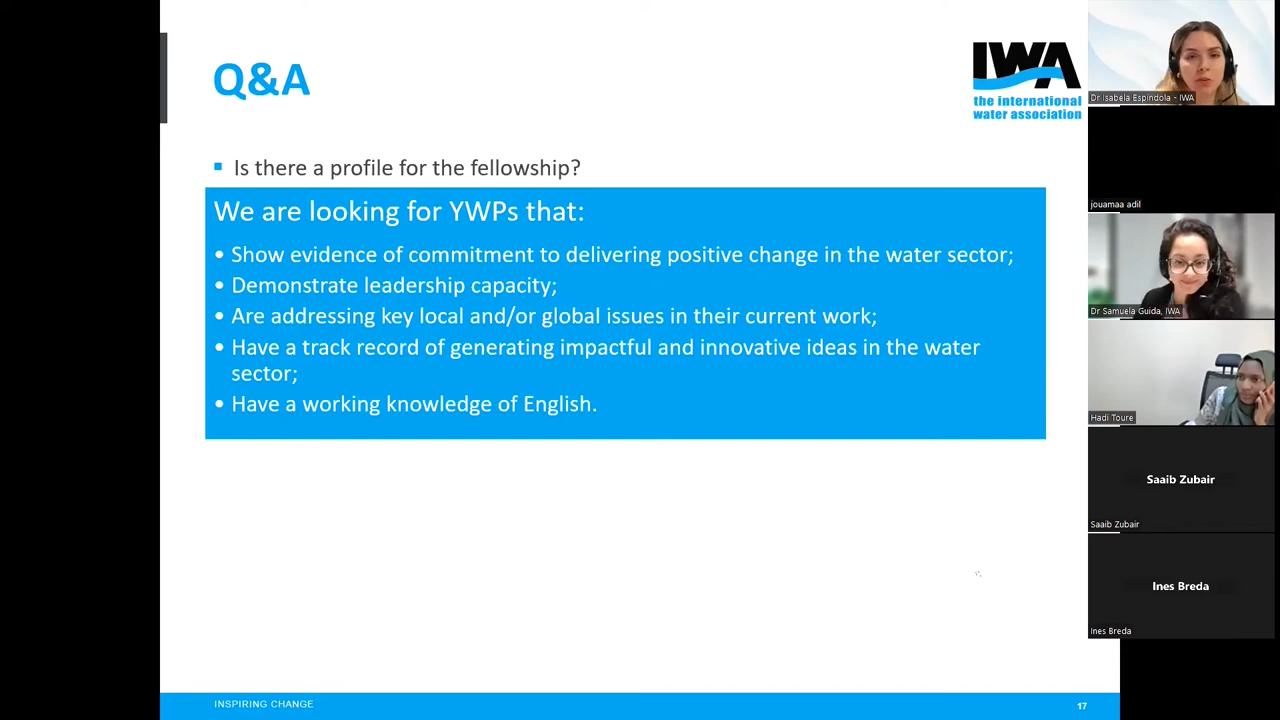 Q&A
IWA
the international
water association
▪ Is there a profile for the fellowship?
We are looking for YWPs that:
• Show evidence of commitment to delivering positive change in the water sector;
• Demonstrate leadership capacity;
• Are addressing key local and/or global issues in their current work;
• Have a track record of generating impactful and innovative ideas in the water
sector;
• Have a working knowledge of English.
INSPIRING CHANGE
17
Dr Isabela Espindola - IWA
jouamaa adil
Dr Samuela Guida, IWA
Hadi Toure
Saaib Zubair
Saaib Zubair
Ines Breda
Ines Breda